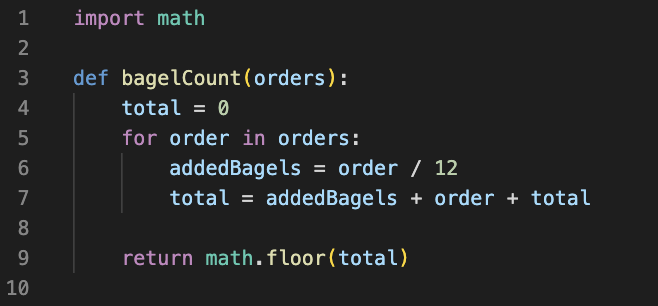 1 import math
2
3 def bagelCount(orders):
4     total = 0
5     for order in orders:
6         addedBagels = order / 12
7         total = addedBagels + order + total
8
9     return math.floor(total)
10